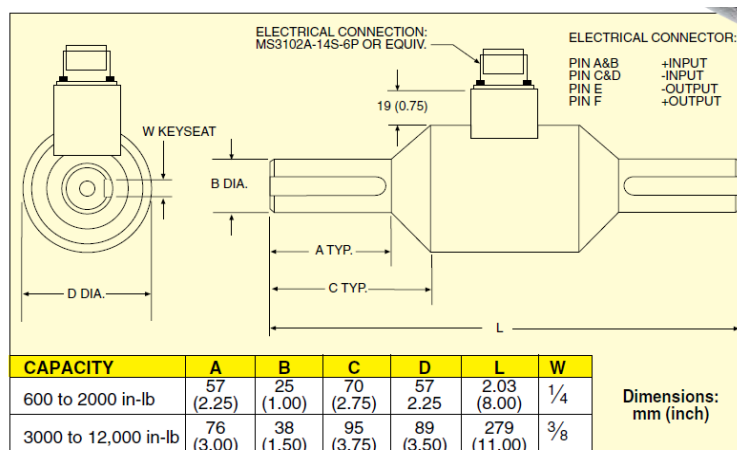 ELECTRICAL CONNECTION:
MS3102A-14S-6P OR EQUIV.
ELECTRICAL CONNECTOR:
PIN A&B +INPUT
PIN C&D -INPUT
PIN E -OUTPUT
PIN F +OUTPUT
19 (0.75)
W KEYSEAT
B DIA.
A TYP.
C TYP.
D DIA.
L
CAPACITY A B C D L W
600 to 2000 in-lb 57 (2.25) 25 (1.00) 70 (2.75) 57 2.25 2.03 (8.00) 1/4
3000 to 12,000 in-lb 76 (3.00) 38 (1.50) 95 (3.75) 89 (3.50) 279 (11.00) 3/8
Dimensions:
mm (inch)